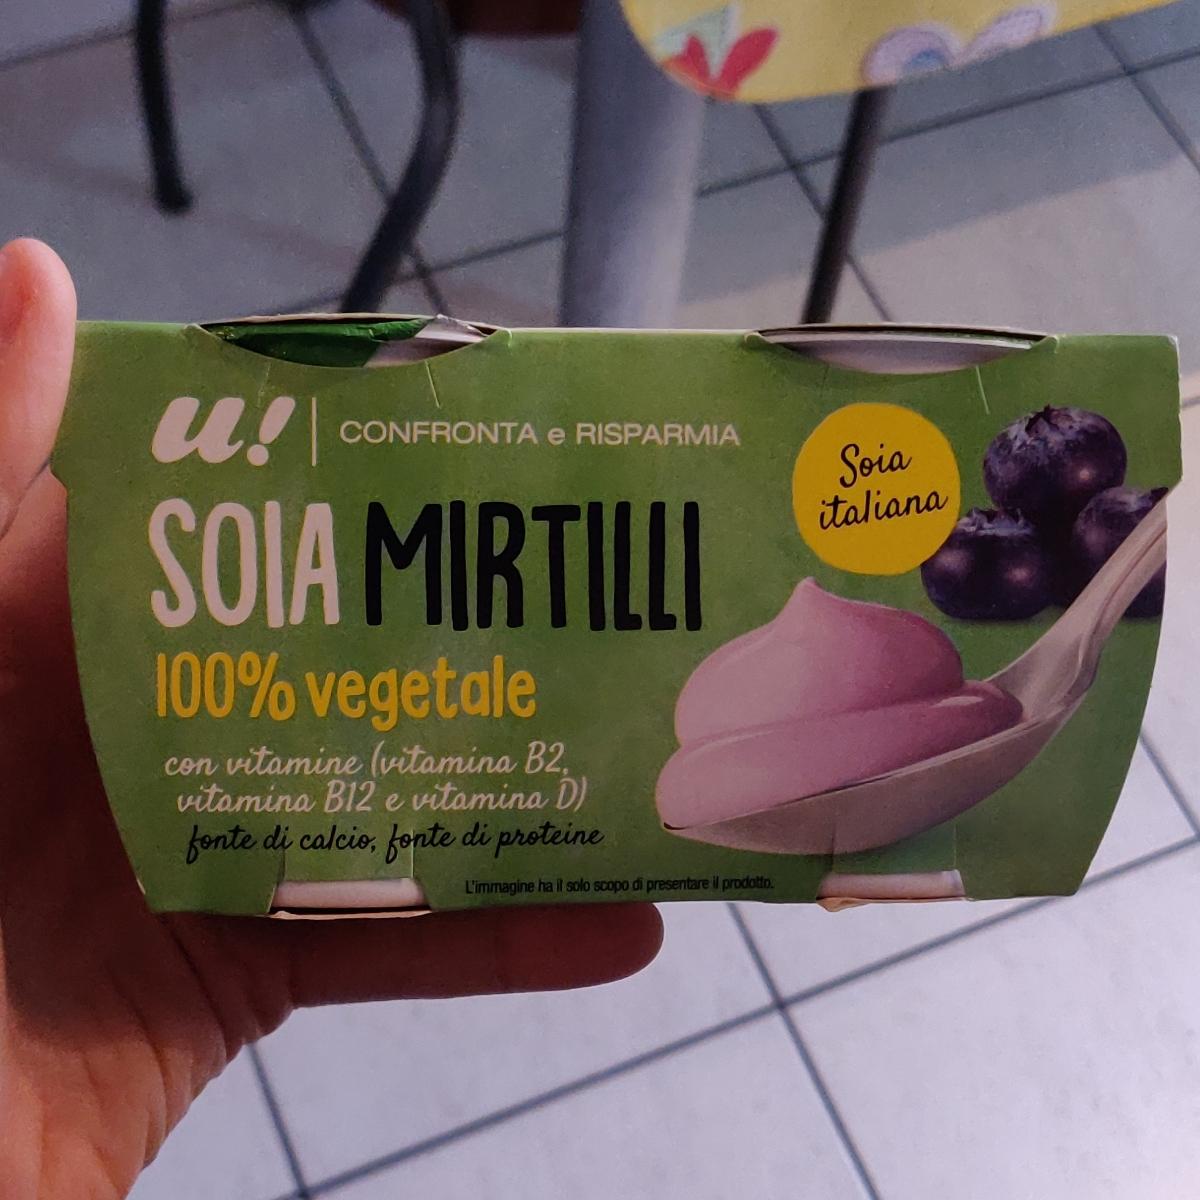 u! | CONFRONTA e RISPARMIA
Soia
italiana
SOIA MIRTILLI
100% vegetale
con vitamine (vitamina B2,
vitamina B12 e vitamina D)
fonte di calcio, fonte di proteine
L'immagine ha il solo scopo di presentare il prodotto.